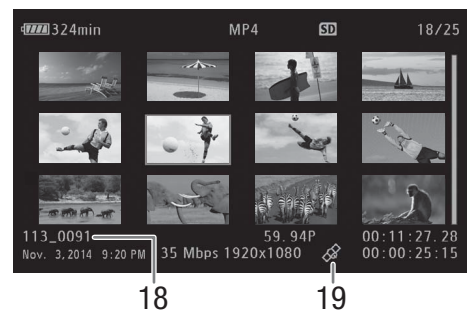 324min MP4 SD 18/25
113_0091 59.94P 00:11:27.28
Nov. 3,2014 9:20 PM 35 Mbps 1920x1080 00:00:25:15
18 19